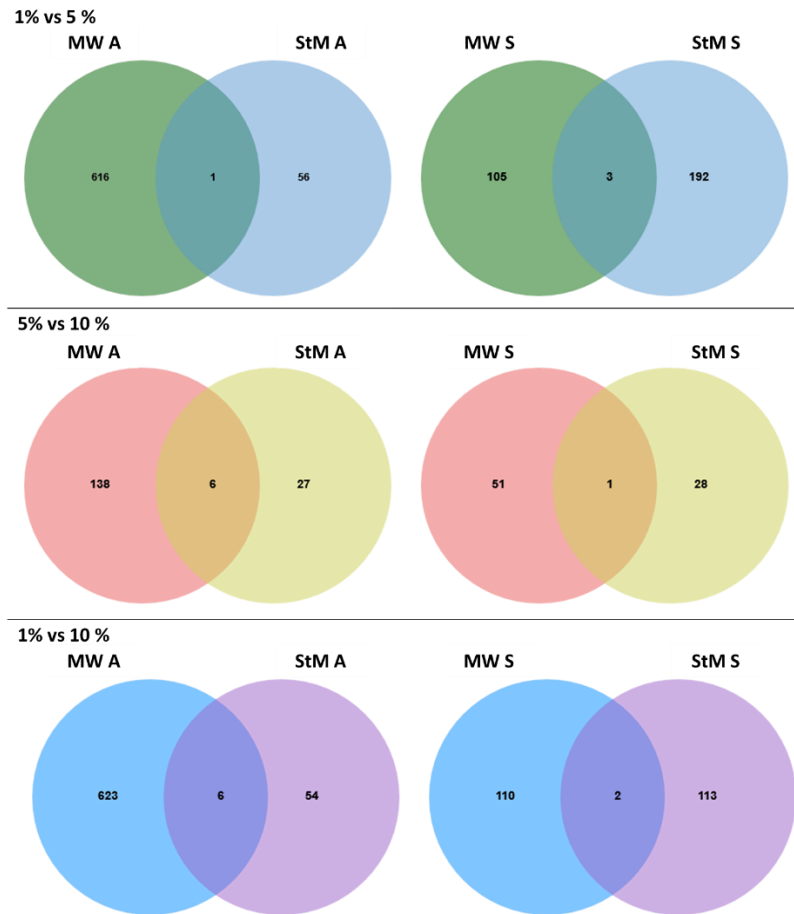 1% vs 5 %
MW A StM A MW S StM S
616 1 56 105 3 192
5% vs 10 %
MW A StM A MW S StM S
138 6 27 51 1 28
1% vs 10 %
MW A StM A MW S StM S
623 6 54 110 2 113